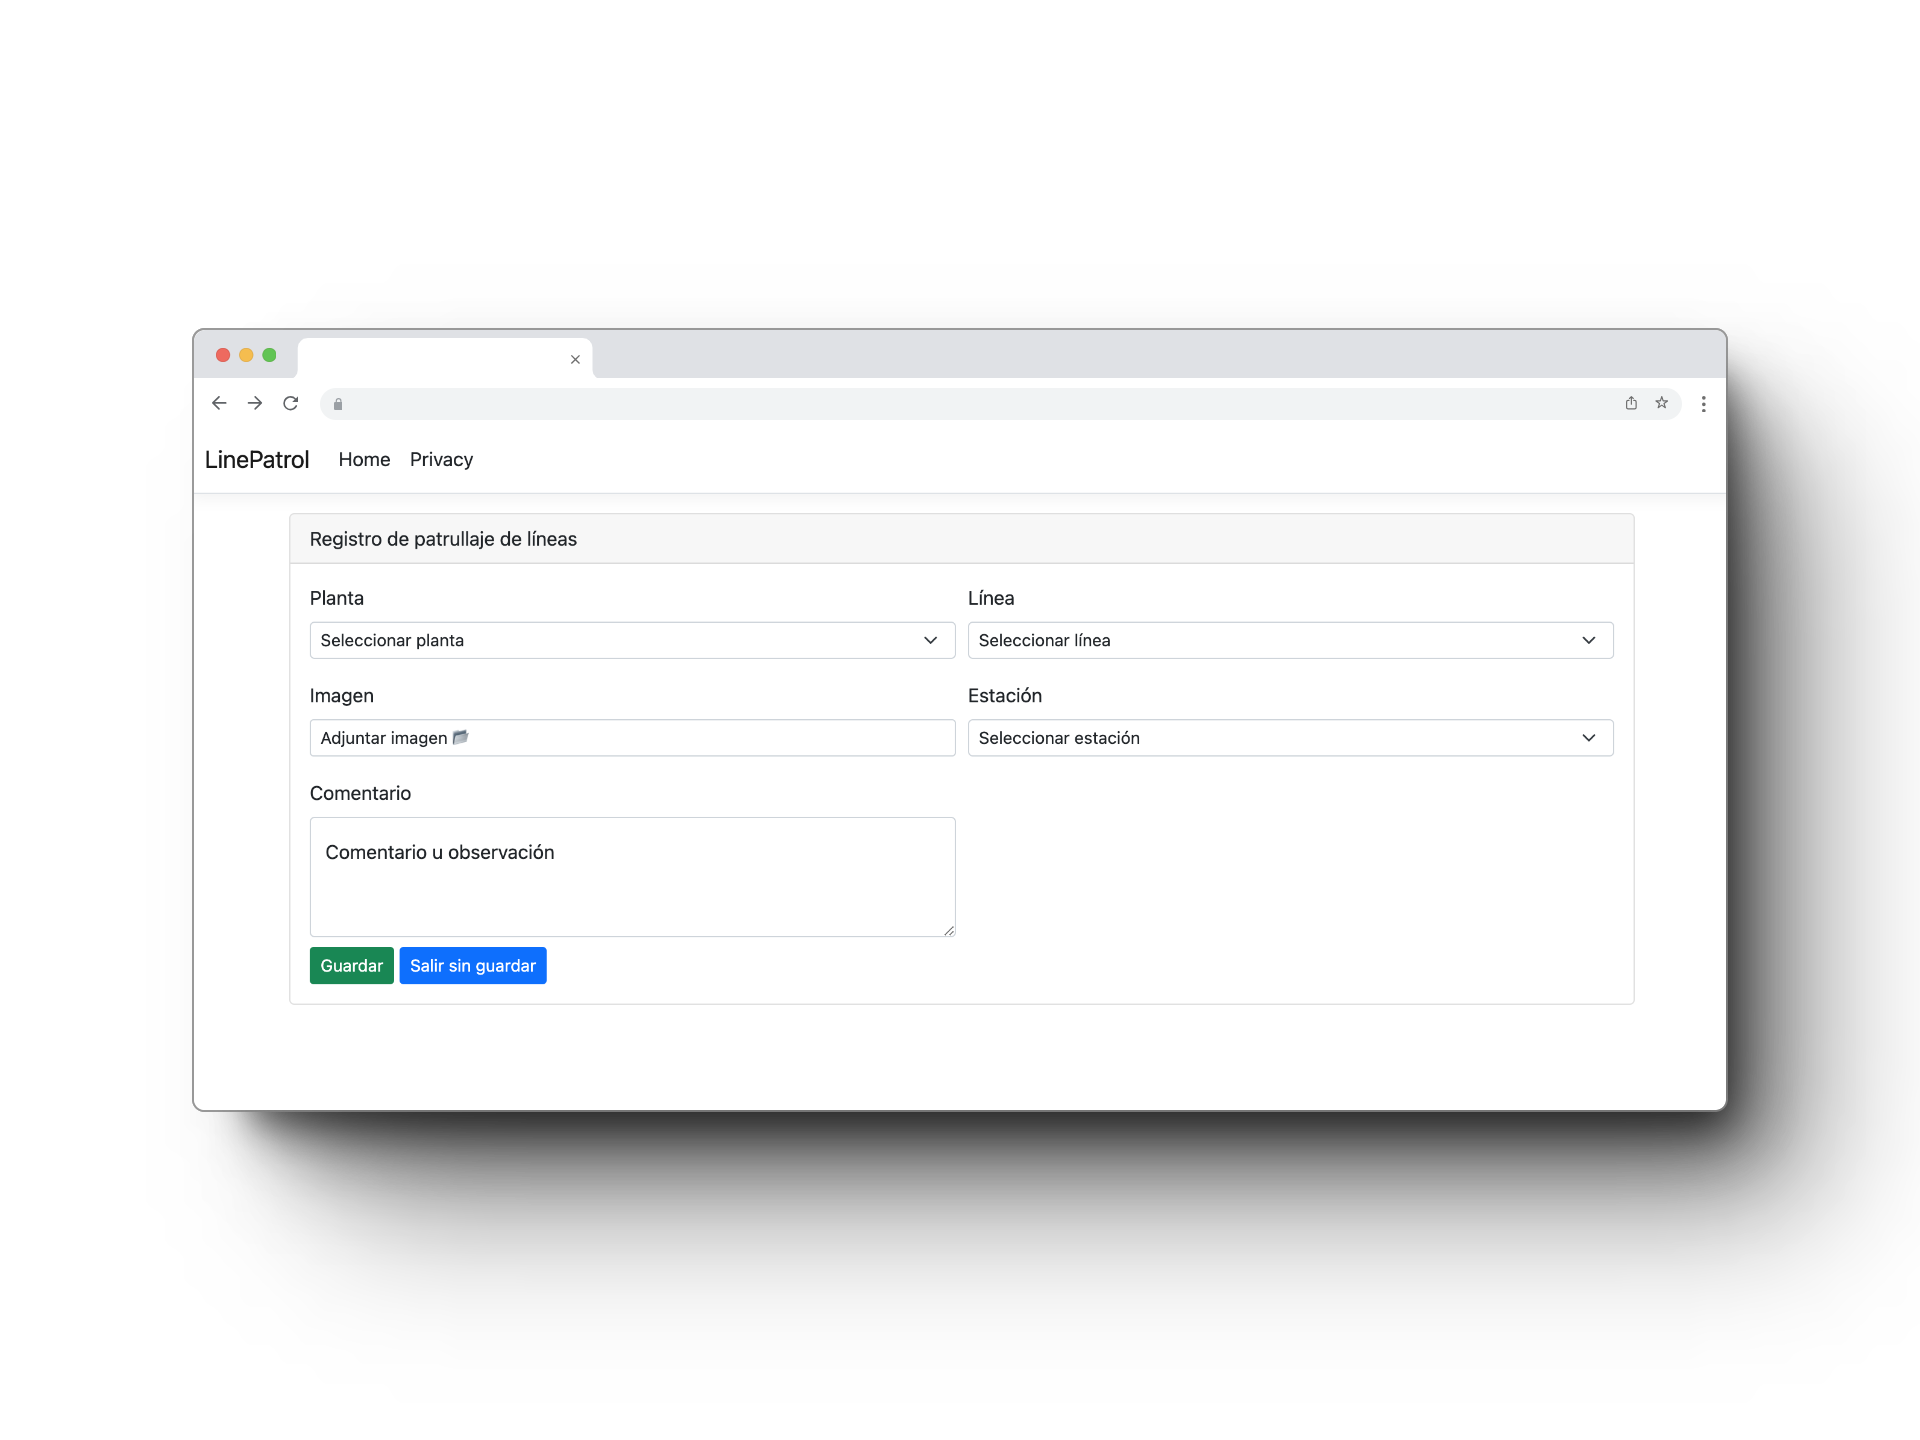 LinePatrol Home Privacy
Registro de patrullaje de líneas
Planta
Seleccionar planta
Línea
Seleccionar línea
Imagen
Adjuntar imagen
Estación
Seleccionar estación
Comentario
Comentario u observación
Guardar Salir sin guardar